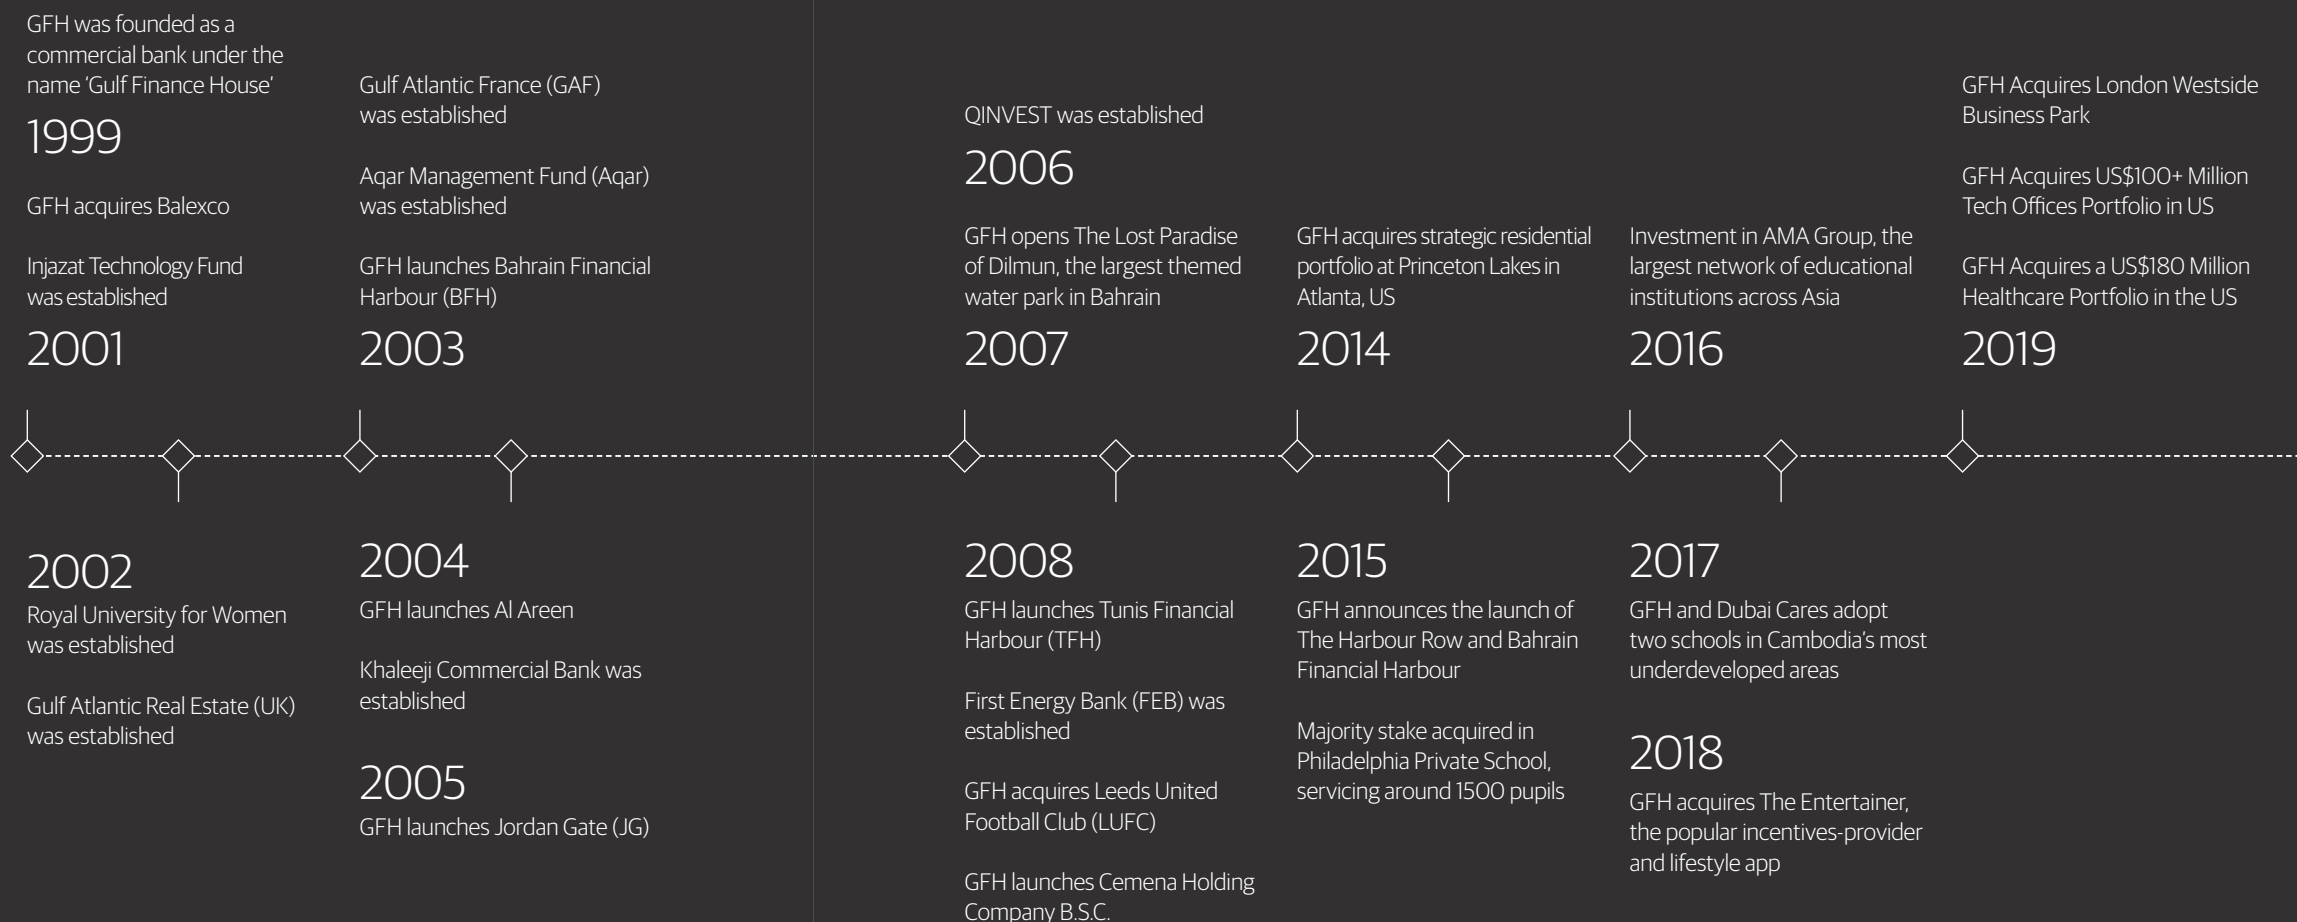 GFH was founded as a
commercial bank under the
name ‘Gulf Finance House’
1999
GFH acquires Balexco
Injazat Technology Fund
was established
2001
Gulf Atlantic France (GAF)
was established
Aqar Management Fund (Aqar)
was established
GFH launches Bahrain Financial
Harbour (BFH)
2003
QINVEST was established
2006
GFH opens The Lost Paradise
of Dilmun, the largest themed
water park in Bahrain
2007
GFH acquires strategic residential
portfolio at Princeton Lakes in
Atlanta, US
2014
Investment in AMA Group, the
largest network of educational
institutions across Asia
2016
GFH Acquires London Westside
Business Park
GFH Acquires US$100+ Million
Tech Offices Portfolio in US
GFH Acquires a US$180 Million
Healthcare Portfolio in the US
2019
2002
Royal University for Women
was established
Gulf Atlantic Real Estate (UK)
was established
2004
GFH launches Al Areen
Khaleeji Commercial Bank was
established
2005
GFH launches Jordan Gate (JG)
2008
GFH launches Tunis Financial
Harbour (TFH)
First Energy Bank (FEB) was
established
GFH acquires Leeds United
Football Club (LUFC)
GFH launches Cemena Holding
Company B.S.C.
2015
GFH announces the launch of
The Harbour Row and Bahrain
Financial Harbour
Majority stake acquired in
Philadelphia Private School,
servicing around 1500 pupils
2017
GFH and Dubai Cares adopt
two schools in Cambodia’s most
underdeveloped areas
2018
GFH acquires The Entertainer,
the popular incentives-provider
and lifestyle app